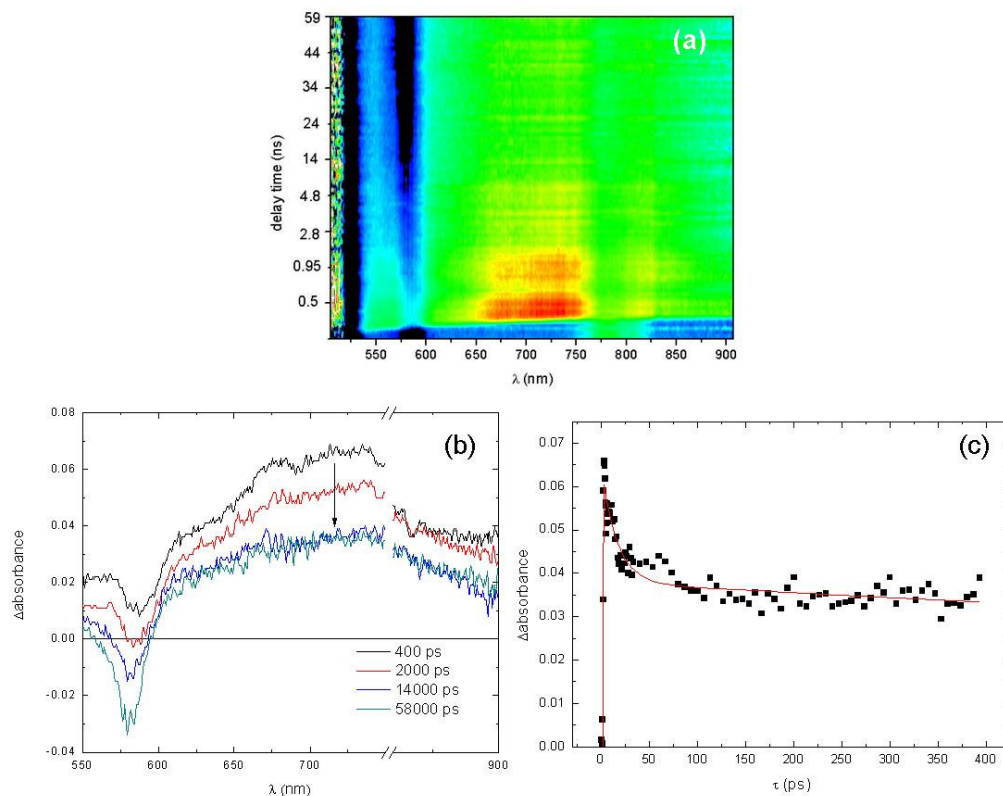 (a)
delay time (ns)
59
54
44
34
24
14
4.8
2.8
0.95
0.5
550 600 650 700 750 800 850 900
λ (nm)
(b)
Δabsorbance
0.08
0.06
0.04
0.02
0.00
-0.02
-0.04
400 ps
2000 ps
14000 ps
58000 ps
550 600 650 700 900
λ (nm)
(c)
Δabsorbance
0.07
0.06
0.05
0.04
0.03
0.02
0.01
0.00
0 50 100 150 200 250 300 350 400
τ (ps)